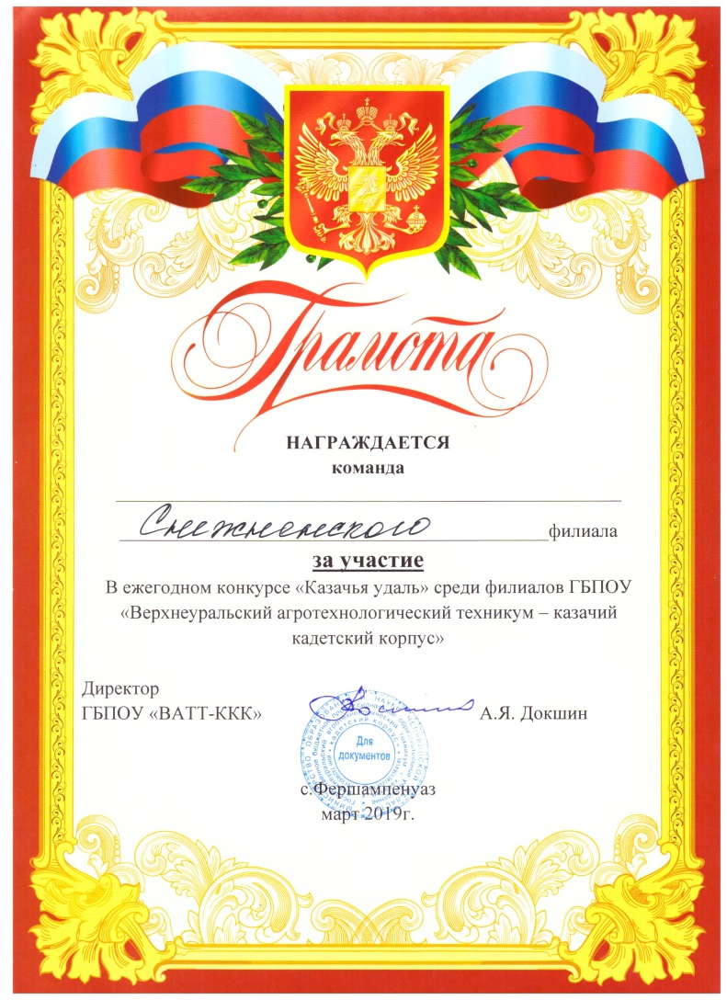 Грамота
НАГРАЖДАЕТСЯ
команда
Снежненского филиала
за участие
В ежегодном конкурсе «Казачья удаль» среди филиалов ГБПОУ
«Верхнеуральский агротехнологический техникум – казачий
кадетский корпус»
Директор
ГБПОУ «ВАТТ-ККК» А.Я. Докшин
Для
документов
с.Фершампенуаз
март 2019г.